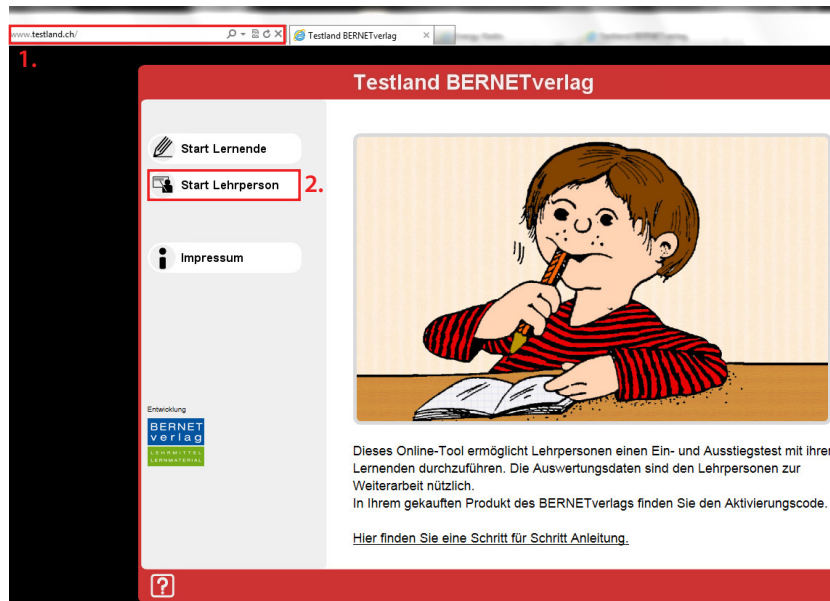 www.testland.ch/
Testland BERNETverlag
1.
Testland BERNETverlag
Start Lernende
Start Lehrperson
2.
Impressum
Entwicklung
BERNET
verlag
LEHRMITTEL
LERNMATERIAL
Dieses Online-Tool ermöglicht Lehrpersonen einen Ein- und Ausstiegstest mit ihren
Lernenden durchzuführen. Die Auswertungsdaten sind den Lehrpersonen zur
Weiterarbeit nützlich.
In Ihrem gekauften Produkt des BERNETverlags finden Sie den Aktivierungscode.
Hier finden Sie eine Schritt für Schritt Anleitung.
?